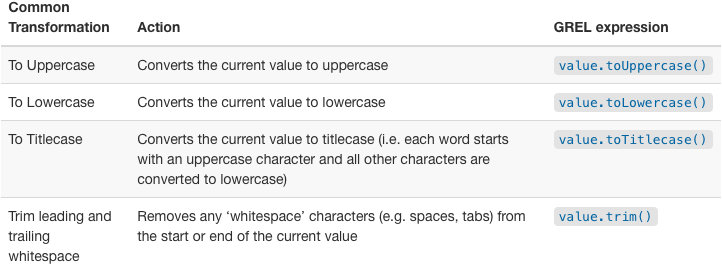 Common
Transformation Action GREL expression
To Uppercase Converts the current value to uppercase value.toUppercase()
To Lowercase Converts the current value to lowercase value.toLowercase()
To Titlecase Converts the current value to titlecase (i.e. each word starts value.toTitlecase()
with an uppercase character and all other characters are
converted to lowercase)
Trim leading and Removes any ‘whitespace’ characters (e.g. spaces, tabs) from value.trim()
trailing the start or end of the current value
whitespace